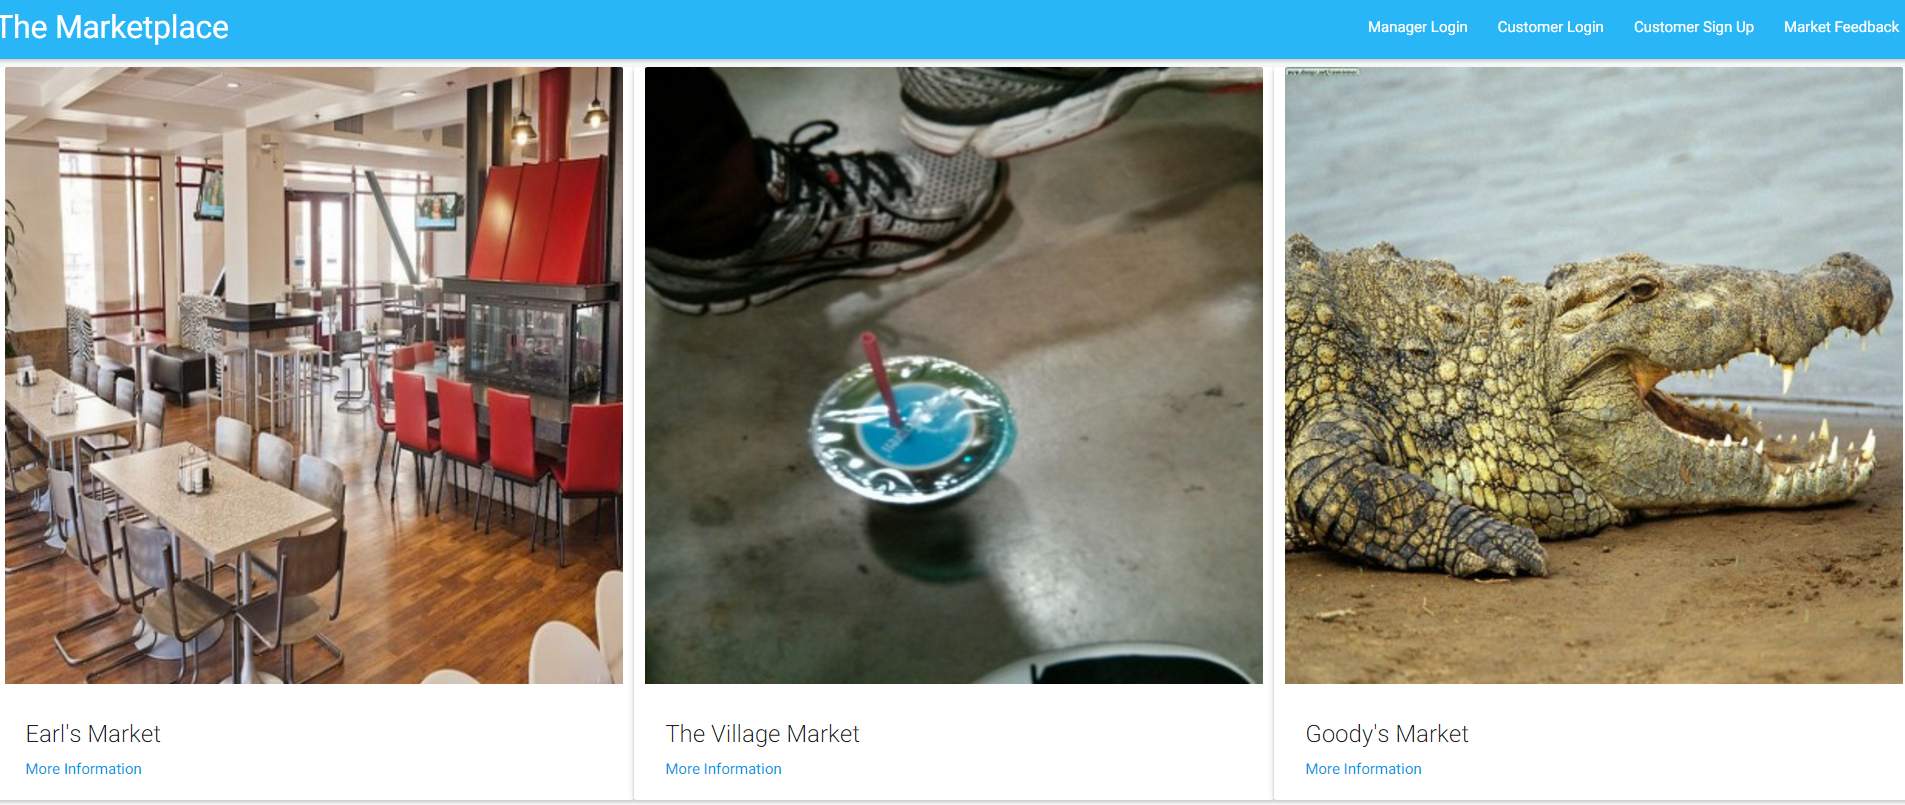 The Marketplace
Manager Login
Customer Login
Customer Sign Up
Market Feedback
Earl's Market
More Information
The Village Market
More Information
Goody's Market
More Information